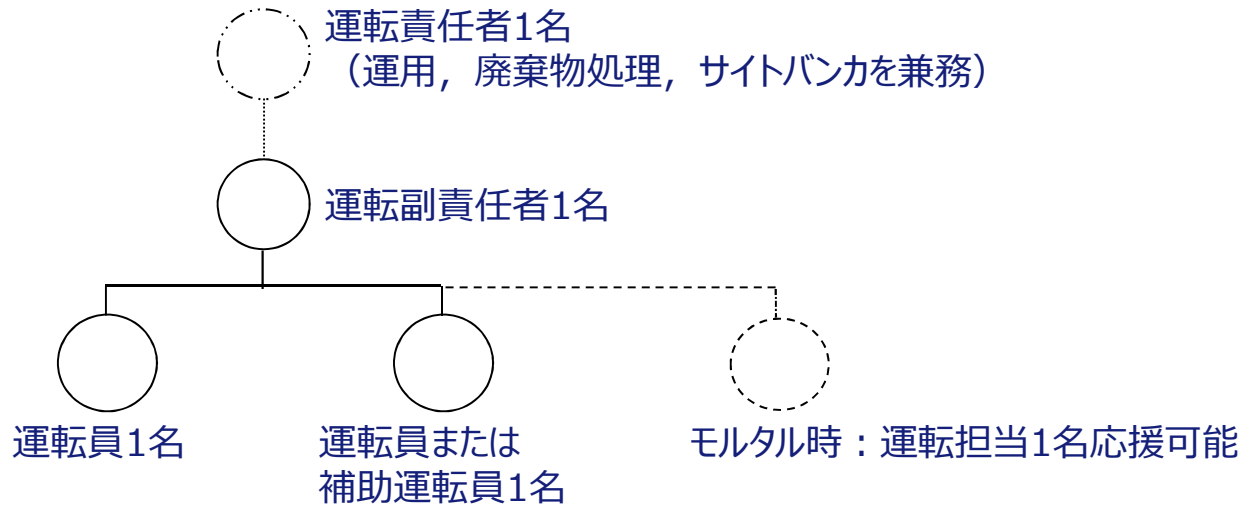 運転責任者1名
（運用，廃棄物処理，サイトバンカを兼務）
運転副責任者1名
運転員1名
運転員または
補助運転員1名
モルタル時：運転担当1名応援可能